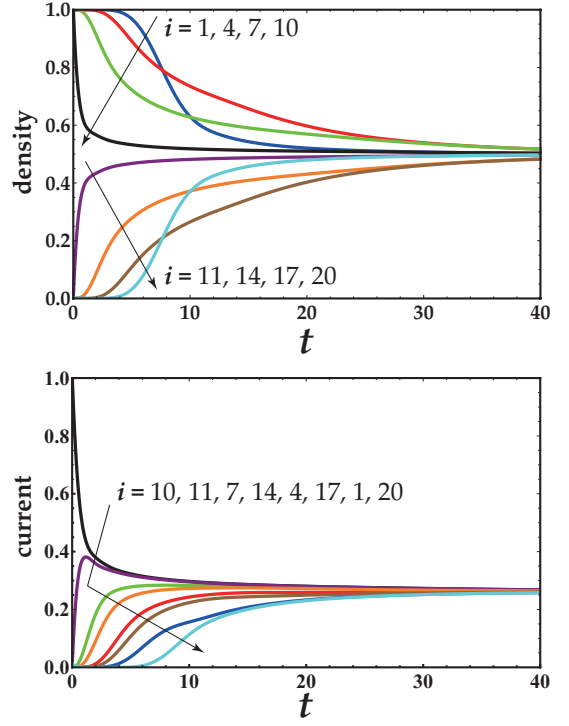 1.0
i = 1, 4, 7, 10
0.8
0.6
density
0.4
0.2
i = 11, 14, 17, 20
0.0
0 10 20 30 40
t
1.0
0.8
0.6
i = 10, 11, 7, 14, 4, 17, 1, 20
current
0.4
0.2
0.0
0 10 20 30 40
t